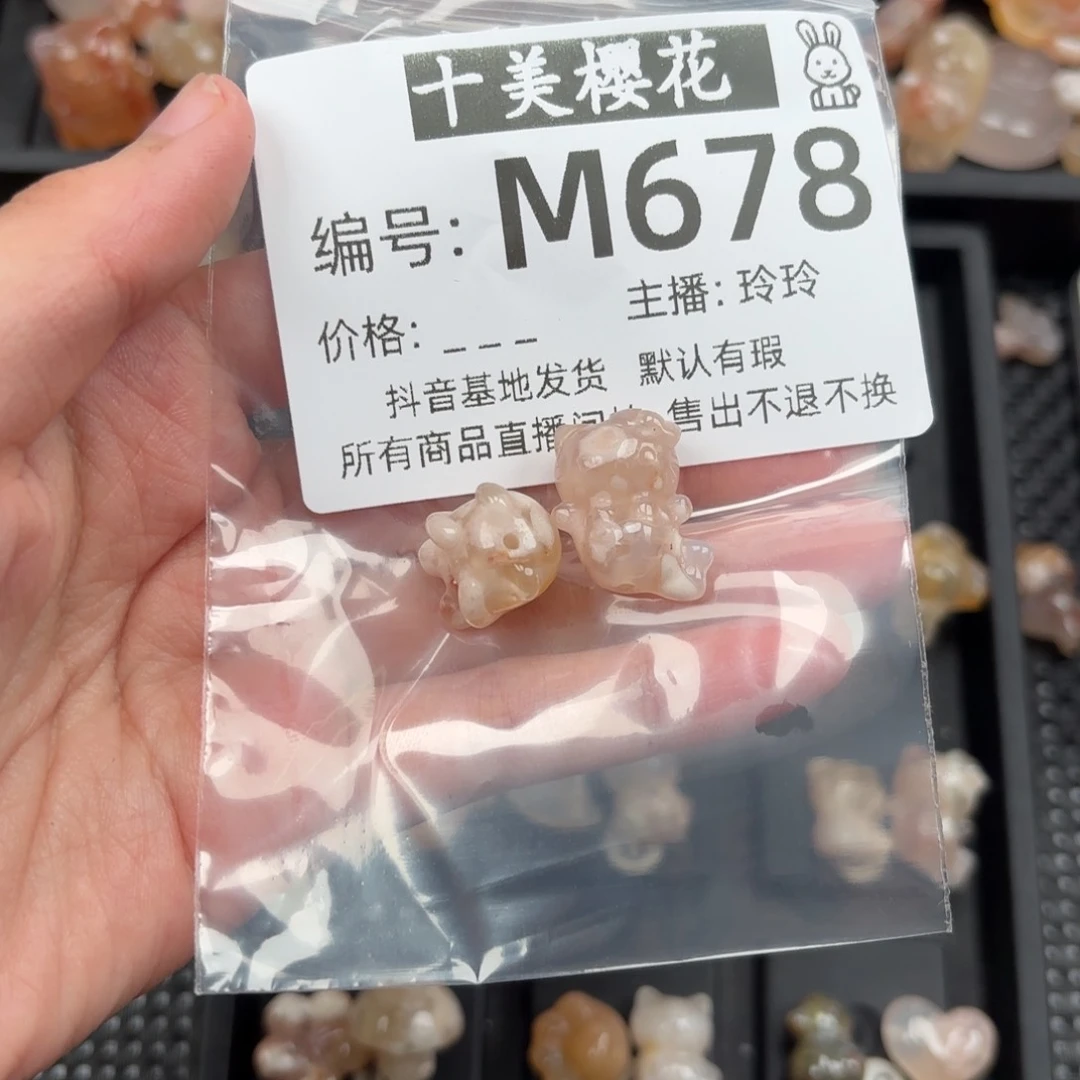 十美樱花
编号: M678
价格: _ _ _ 主播: 玲玲
抖音基地发货 默认有瑕
所有商品直播间 售出不退不换